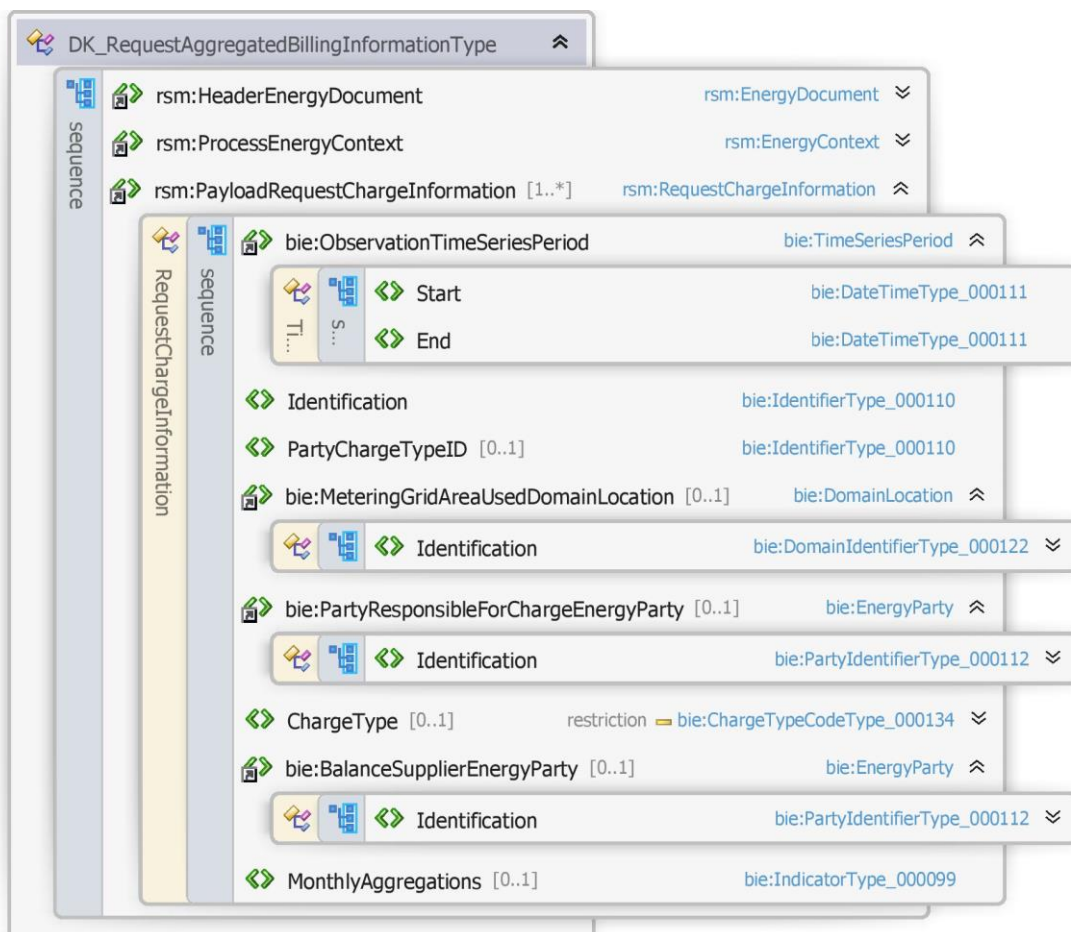 DK_RequestAggregatedBillingInformationType
sequence
rsm:HeaderEnergyDocument rsm:EnergyDocument
rsm:ProcessEnergyContext rsm:EnergyContext
rsm:PayloadRequestChargeInformation [1..*] rsm:RequestChargeInformation
RequestChargeInformation
sequence
bie:ObservationTimeSeriesPeriod bie:TimeSeriesPeriod
Ti...
S...
Start bie:DateTimeType_000111
End bie:DateTimeType_000111
Identification bie:IdentifierType_000110
PartyChargeTypeID [0..1] bie:IdentifierType_000110
bie:MeteringGridAreaUsedDomainLocation [0..1] bie:DomainLocation
Identification bie:DomainIdentifierType_000122
bie:PartyResponsibleForChargeEnergyParty [0..1] bie:EnergyParty
Identification bie:PartyIdentifierType_000112
ChargeType [0..1] restriction bie:ChargeTypeCodeType_000134
bie:BalanceSupplierEnergyParty [0..1] bie:EnergyParty
Identification bie:PartyIdentifierType_000112
MonthlyAggregations [0..1] bie:IndicatorType_000099